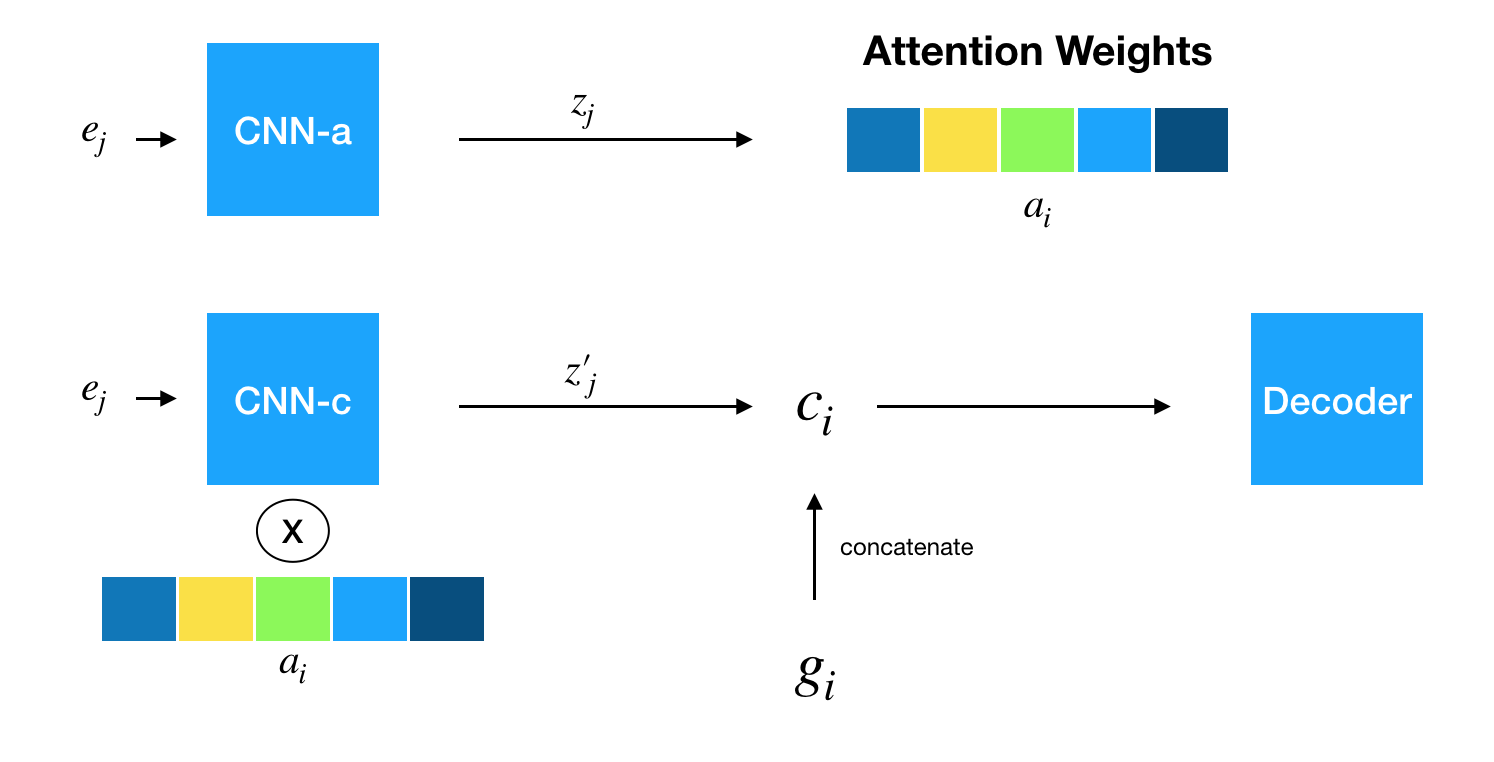 Attention Weights
e_j
CNN-a
z_j
a_i
e_j
CNN-c
z'_j
c_i
Decoder
X
concatenate
a_i
g_i